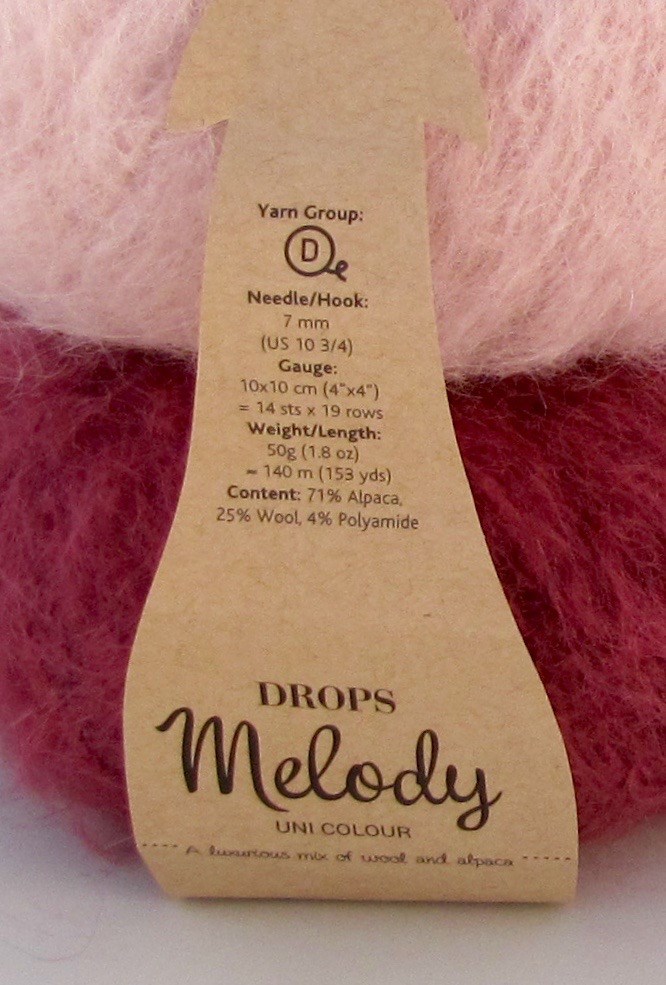 Yarn Group:
D
Needle/Hook:
7 mm
(US 10 3/4)
Gauge:
10x10 cm (4"x4")
= 14 sts x 19 rows
Weight/Length:
50g (1.8 oz)
= 140 m (153 yds)
Content: 71% Alpaca,
25% Wool, 4% Polyamide
DROPS
Melody
UNI COLOUR
A luxurious mix of wool and alpaca